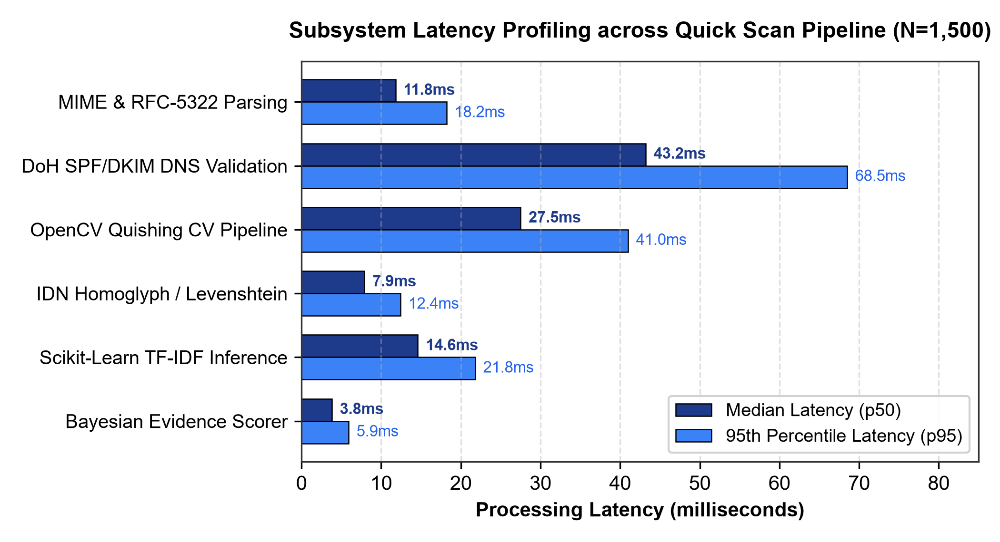 Subsystem Latency Profiling across Quick Scan Pipeline (N=1,500)
MIME & RFC-5322 Parsing
11.8ms
18.2ms
DoH SPF/DKIM DNS Validation
43.2ms
68.5ms
OpenCV Quishing CV Pipeline
27.5ms
41.0ms
IDN Homoglyph / Levenshtein
7.9ms
12.4ms
Scikit-Learn TF-IDF Inference
14.6ms
21.8ms
Bayesian Evidence Scorer
3.8ms
5.9ms
Median Latency (p50)
95th Percentile Latency (p95)
0 10 20 30 40 50 60 70 80
Processing Latency (milliseconds)